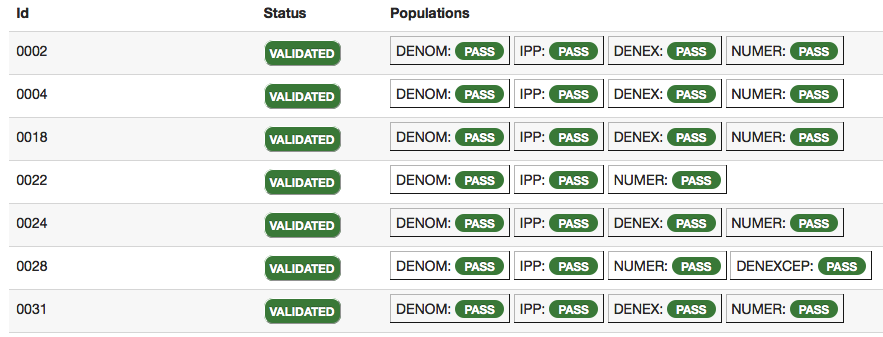 Id Status Populations
0002 VALIDATED DENOM: PASS IPP: PASS DENEX: PASS NUMER: PASS
0004 VALIDATED DENOM: PASS IPP: PASS DENEX: PASS NUMER: PASS
0018 VALIDATED DENOM: PASS IPP: PASS DENEX: PASS NUMER: PASS
0022 VALIDATED DENOM: PASS IPP: PASS NUMER: PASS
0024 VALIDATED DENOM: PASS IPP: PASS DENEX: PASS NUMER: PASS
0028 VALIDATED DENOM: PASS IPP: PASS NUMER: PASS DENEXCEP: PASS
0031 VALIDATED DENOM: PASS IPP: PASS DENEX: PASS NUMER: PASS